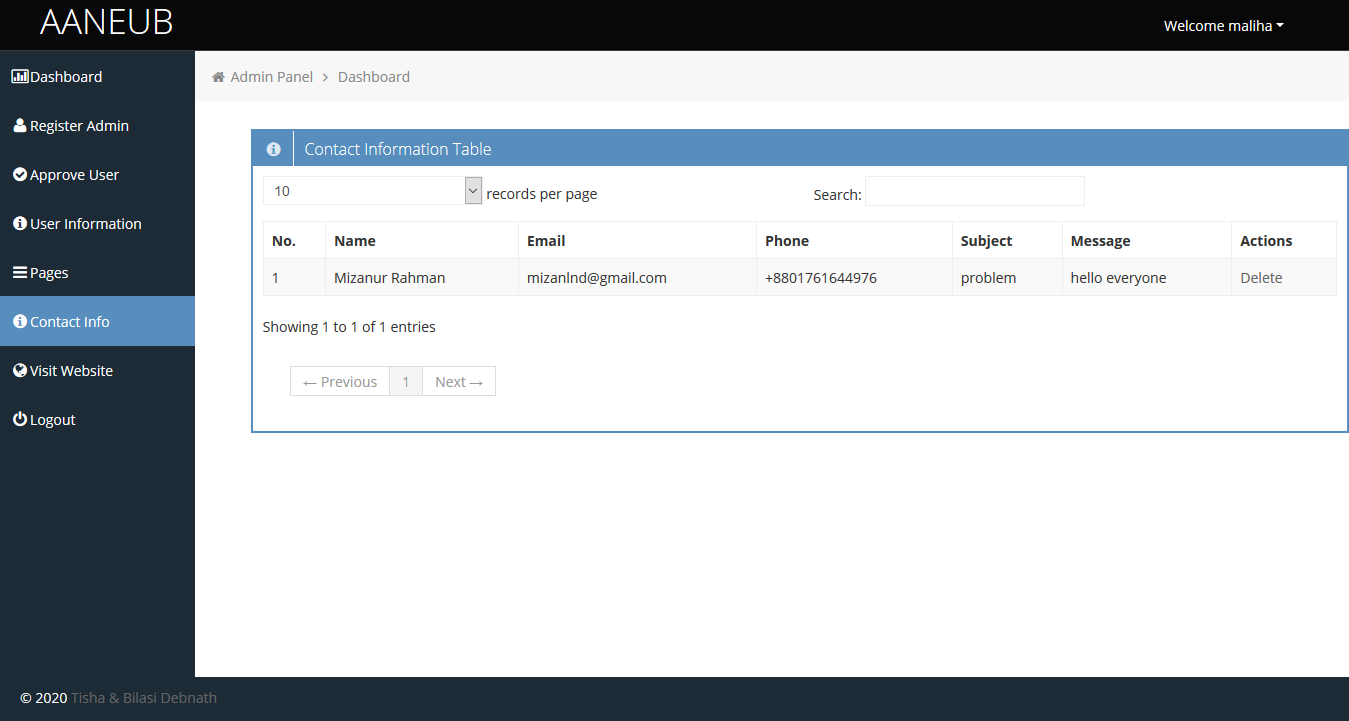 AANEUB
Welcome maliha
Dashboard
Register Admin
Approve User
User Information
Pages
Contact Info
Visit Website
Logout
Admin Panel > Dashboard
Contact Information Table
10 records per page Search:
No. Name Email Phone Subject Message Actions
1 Mizanur Rahman mizanlnd@gmail.com +8801761644976 problem hello everyone Delete
Showing 1 to 1 of 1 entries
← Previous 1 Next →
© 2020 Tisha & Bilasi Debnath